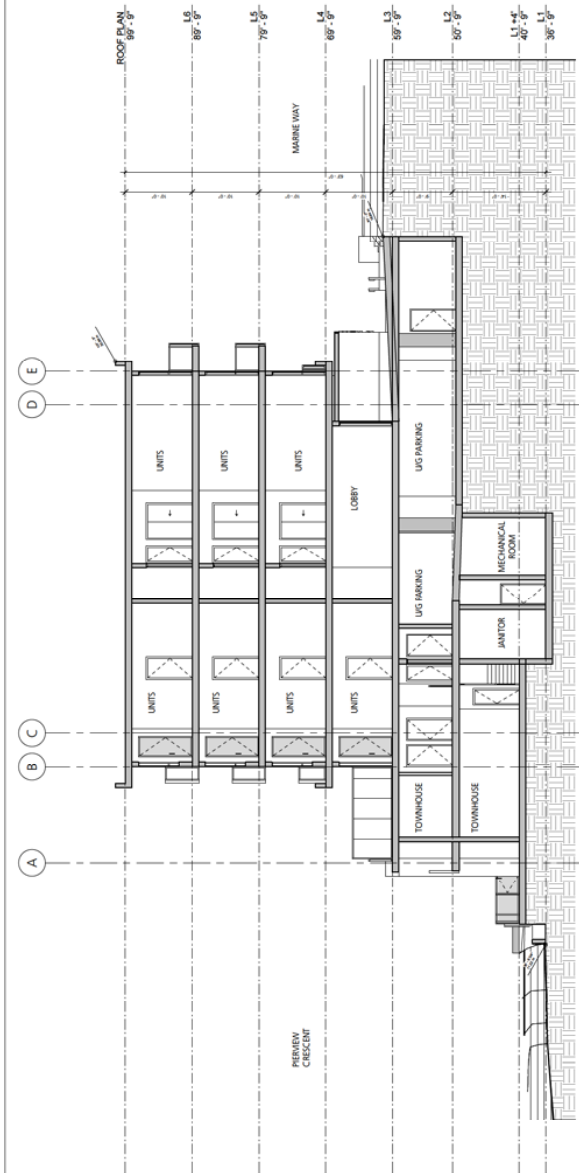 ROOF PLAN
99' - 9"
L6
89' - 9"
L5
79' - 9"
L4
69' - 9"
L3
59' - 9"
L2
50' - 9"
L1 +4'
40' - 9"
L1
36' - 9"
MARINE WAY
E
D
C
B
A
UNITS
UNITS
UNITS
UNITS
UNITS
UNITS
UNITS
LOBBY
U/G PARKING
U/G PARKING
TOWNHOUSE
TOWNHOUSE
JANITOR
MECHANICAL
ROOM
PIERVIEW
CRESCENT